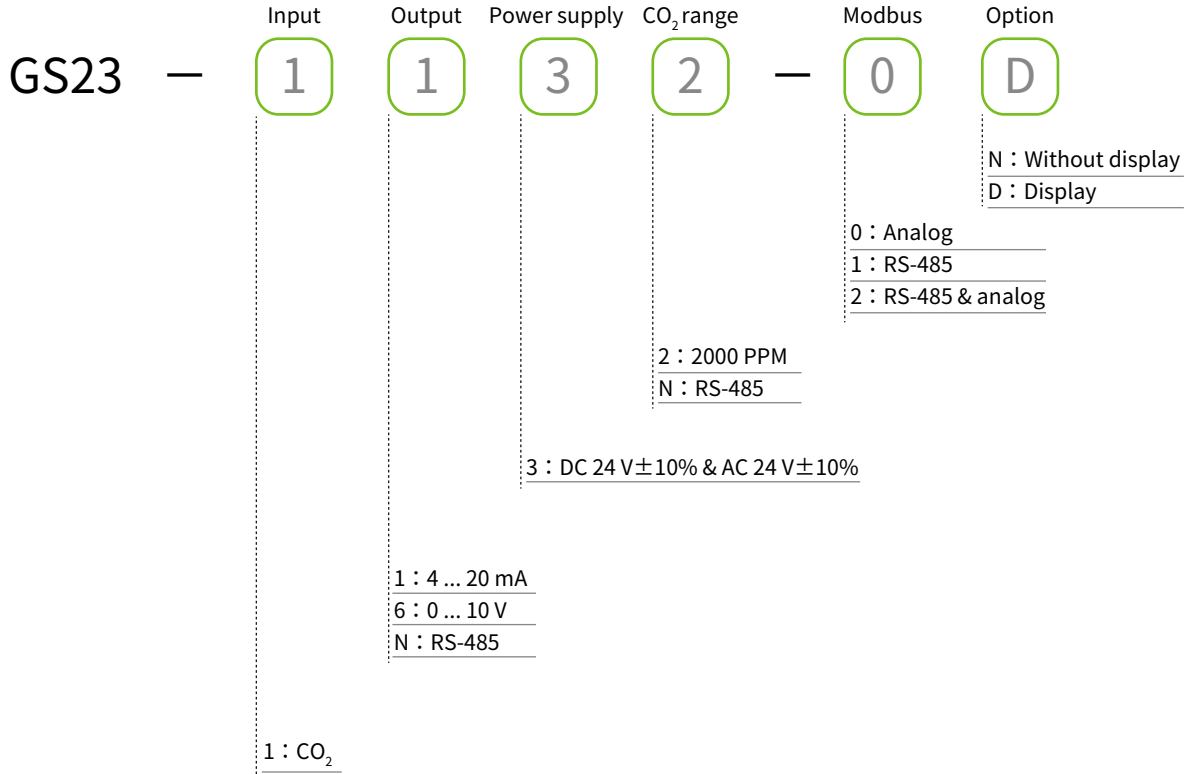 Input Output Power supply CO₂ range Modbus Option
GS23 — 1 1 3 2 — 0 D
N：Without display
D：Display
0：Analog
1：RS-485
2：RS-485 & analog
2：2000 PPM
N：RS-485
3：DC 24 V±10% & AC 24 V±10%
1：4 ... 20 mA
6：0 ... 10 V
N：RS-485
1：CO₂